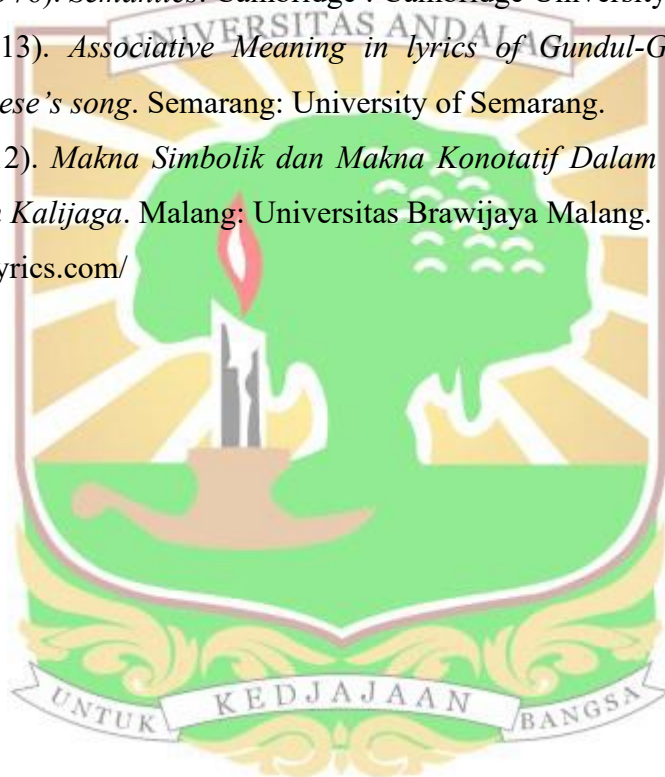 976). Semantics. Cambridge : Cambridge University
UNIVERSITAS ANDALAS
13). Associative Meaning in lyrics of Gundul-G
ese's song. Semarang: University of Semarang.
2). Makna Simbolik dan Makna Konotatif Dalam
Kalijaga. Malang: Universitas Brawijaya Malang.
yrics.com/
UNTUK KEDJAJAAN BANGSA